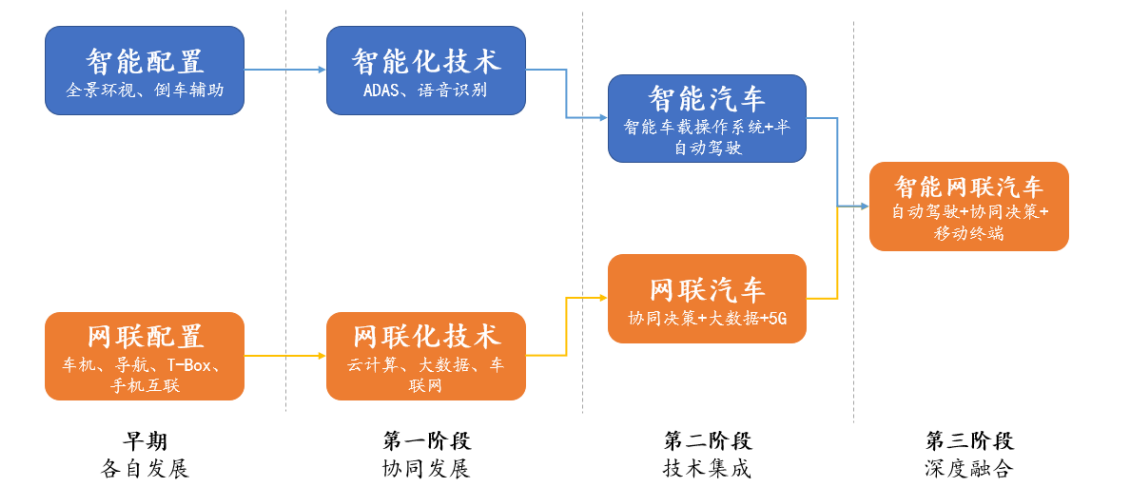 智能配置
全景环视、倒车辅助
智能化技术
ADAS、语音识别
智能汽车
智能车载操作系统+半
自动驾驶
智能网联汽车
自动驾驶+协同决策+
移动终端
网联汽车
协同决策+大数据+5G
网联配置
车机、导航、T-Box、
手机互联
网联化技术
云计算、大数据、车
联网
早期
各自发展
第一阶段
协同发展
第二阶段
技术集成
第三阶段
深度融合